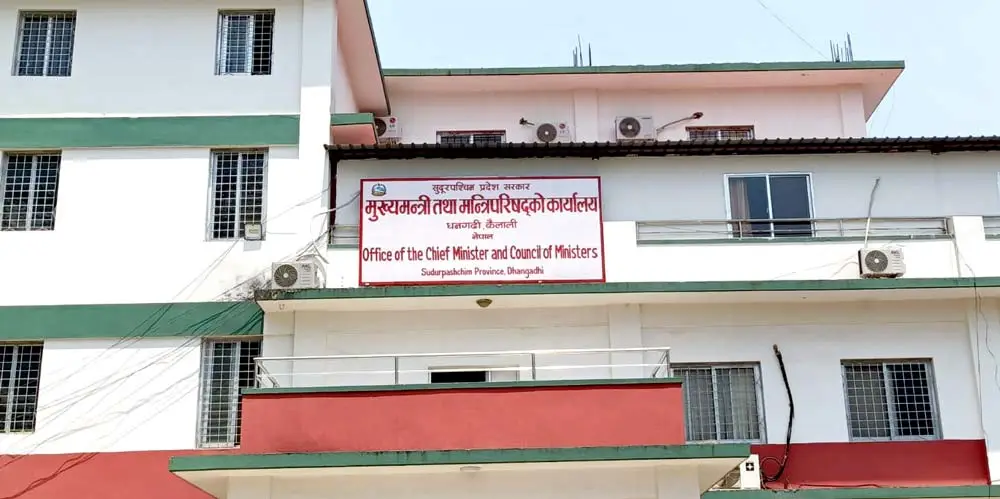 सुदूरपश्चिम प्रदेश सरकार
मुख्यमन्त्री तथा मन्त्रिपरिषद्को कार्यालय
धनगढी, कैलाली
नेपाल
Office of the Chief Minister and Council of Ministers
Sudurpashchim Province, Dhangadhi